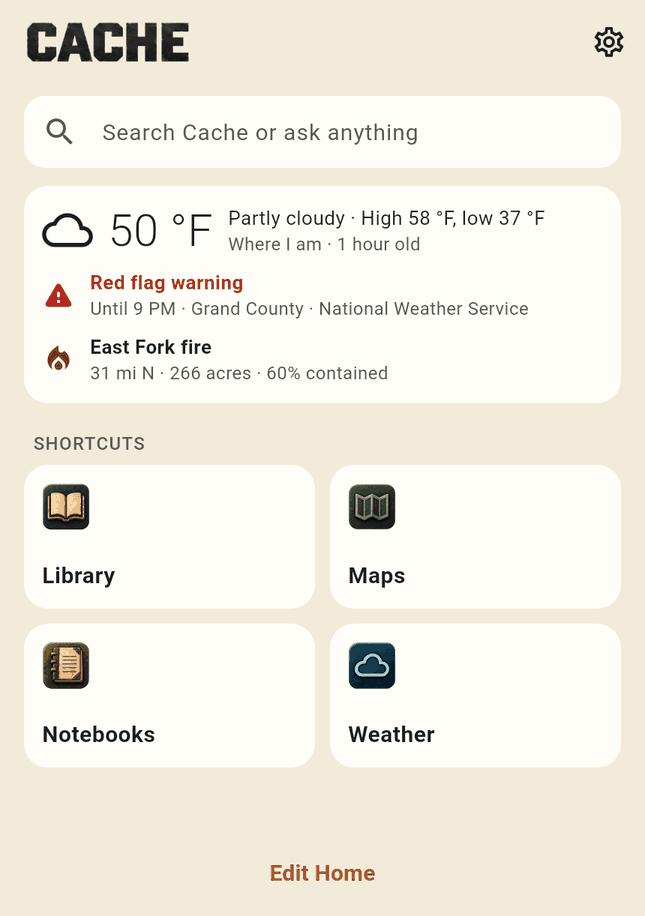 CACHE
Search Cache or ask anything
50 °F
Partly cloudy · High 58 °F, low 37 °F
Where I am · 1 hour old
Red flag warning
Until 9 PM · Grand County · National Weather Service
East Fork fire
31 mi N · 266 acres · 60% contained
SHORTCUTS
Library
Maps
Notebooks
Weather
Edit Home